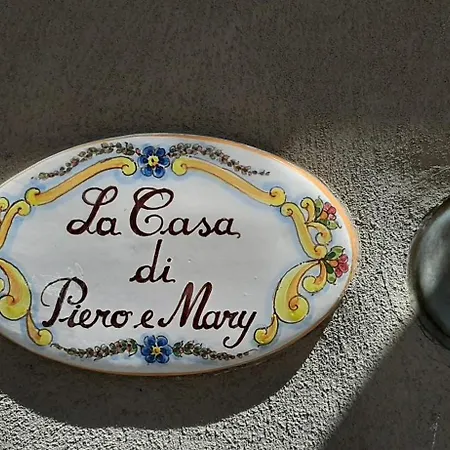 La Casa
di
Piero e Mary